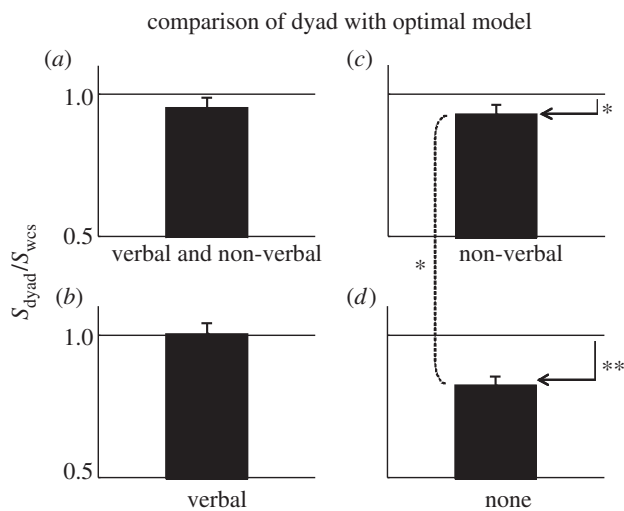 comparison of dyad with optimal model
(a)
(c)
1.0
*
0.5
verbal and non-verbal
non-verbal
S_dyad/S_wcs
*
(b)
(d)
1.0
**
0.5
verbal
none